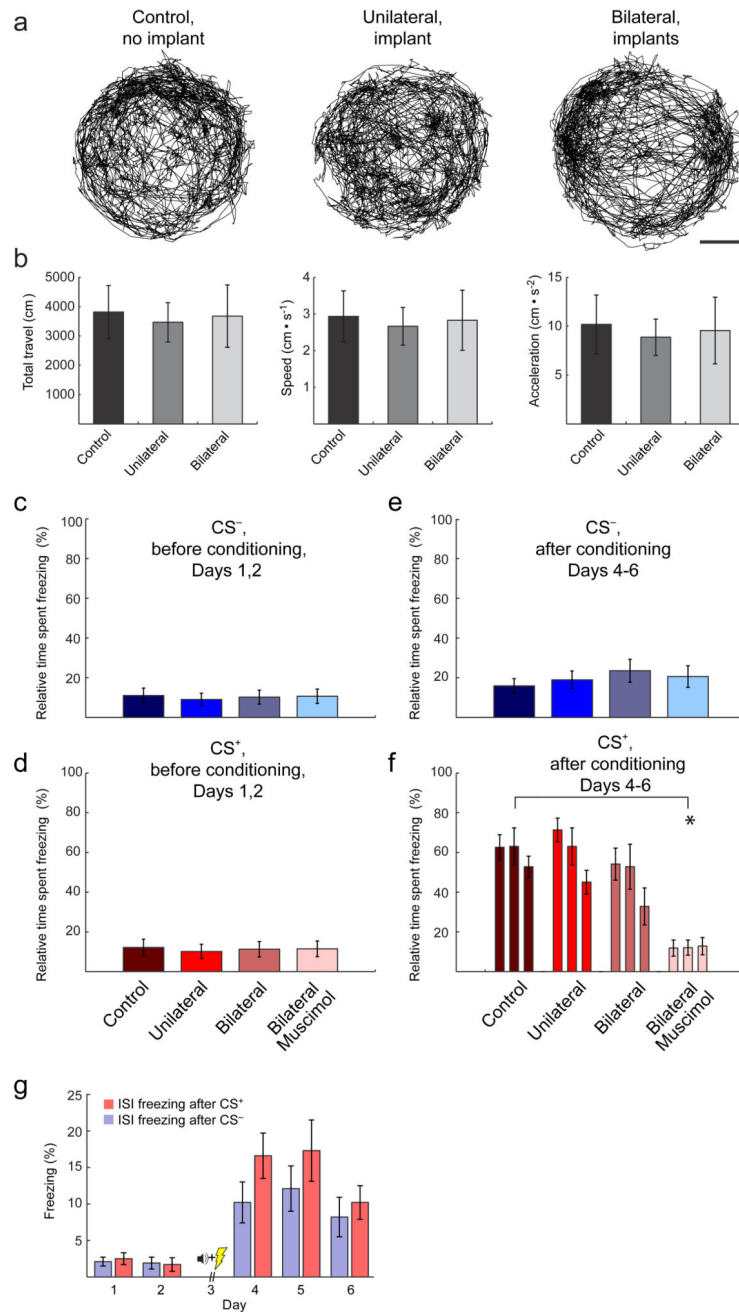 a
Control,
no implant
Unilateral,
implant
Bilateral,
implants
b
Total travel (cm)
5000
4000
3000
2000
1000
Control
Unilateral
Bilateral
Speed (cm • s⁻¹)
4
3
2
1
Control
Unilateral
Bilateral
Acceleration (cm • s⁻²)
15
10
5
Control
Unilateral
Bilateral
c
CS⁻,
before conditioning,
Days 1,2
Relative time spent freezing (%)
100
80
60
40
20
e
CS⁻,
after conditioning
Days 4-6
Relative time spent freezing (%)
100
80
60
40
20
d
CS⁺,
before conditioning,
Days 1,2
Relative time spent freezing (%)
100
80
60
40
20
Control
Unilateral
Bilateral
Bilateral
Muscimol
f
CS⁺,
after conditioning
Days 4-6
*
Relative time spent freezing (%)
100
80
60
40
20
Control
Unilateral
Bilateral
Bilateral
Muscimol
g
ISI freezing after CS⁺
ISI freezing after CS⁻
Freezing (%)
25
20
15
10
5
0
+
1 2 3 4 5 6
Day